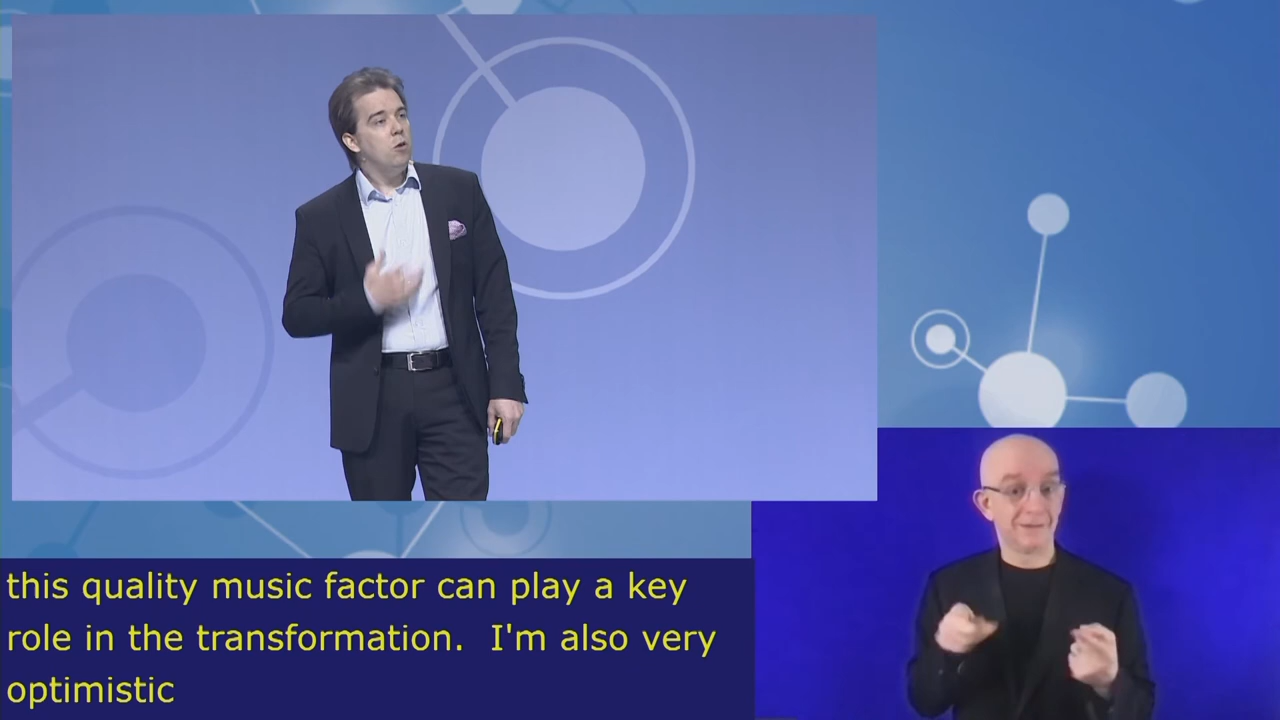 this quality music factor can play a key
role in the transformation.  I'm also very
optimistic